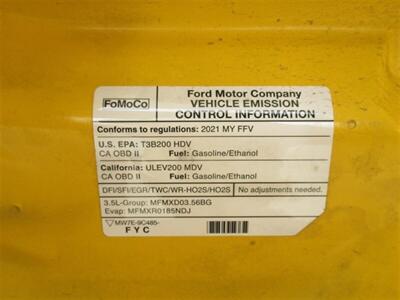 FoMoCo
Ford Motor Company
VEHICLE EMISSION
CONTROL INFORMATION
Conforms to regulations: 2021 MY FFV
U.S. EPA: T3B200 HDV
CA OBD II Fuel: Gasoline/Ethanol
California: ULEV200 MDV
CA OBD II Fuel: Gasoline/Ethanol
DFI/SFI/EGR/TWC/WR-HO2S/HO2S No adjustments needed.
3.5L-Group: MFMXD03.56BG
Evap: MFMXR0185NDJ
MW7E-9C485-
FYC